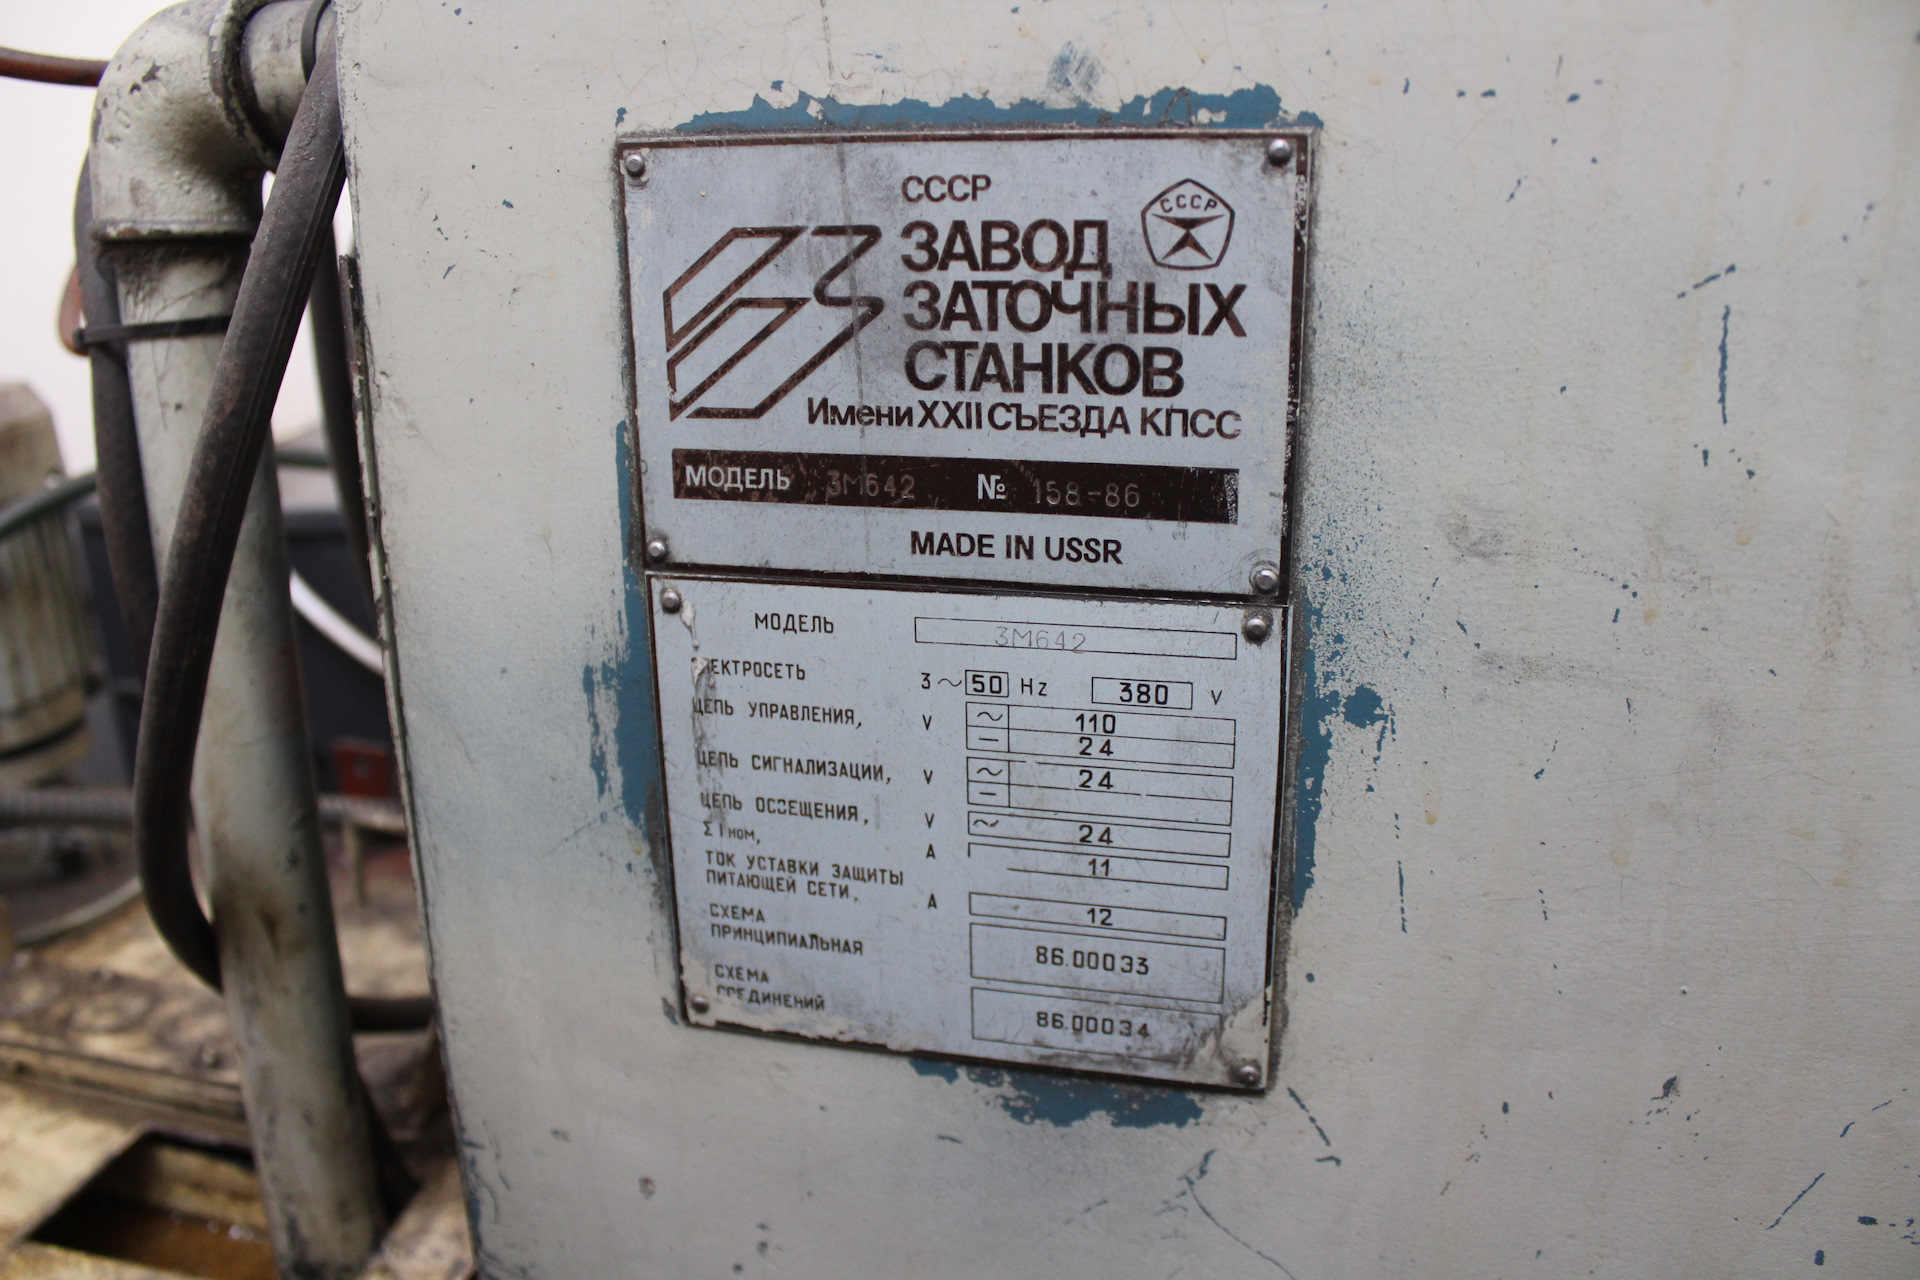 СССР
СССР
ЗАВОД
ЗАТОЧНЫХ
СТАНКОВ
Имени XXII СЪЕЗДА КПСС
МОДЕЛЬ 3М642 № 158-86
MADE IN USSR
МОДЕЛЬ 3М642
ЭЛЕКТРОСЕТЬ 3~ 50 Hz 380 V
ЦЕПЬ УПРАВЛЕНИЯ, V ~ 110
— 24
ЦЕПЬ СИГНАЛИЗАЦИИ, V ~ 24
—
ЦЕПЬ ОСВЕЩЕНИЯ, V ~ 24
Σ I ном, А 11
ТОК УСТАВКИ ЗАЩИТЫ
ПИТАЮЩЕЙ СЕТИ, А 12
СХЕМА
ПРИНЦИПИАЛЬНАЯ 86.00033
СХЕМА
СОЕДИНЕНИЙ 86.00034